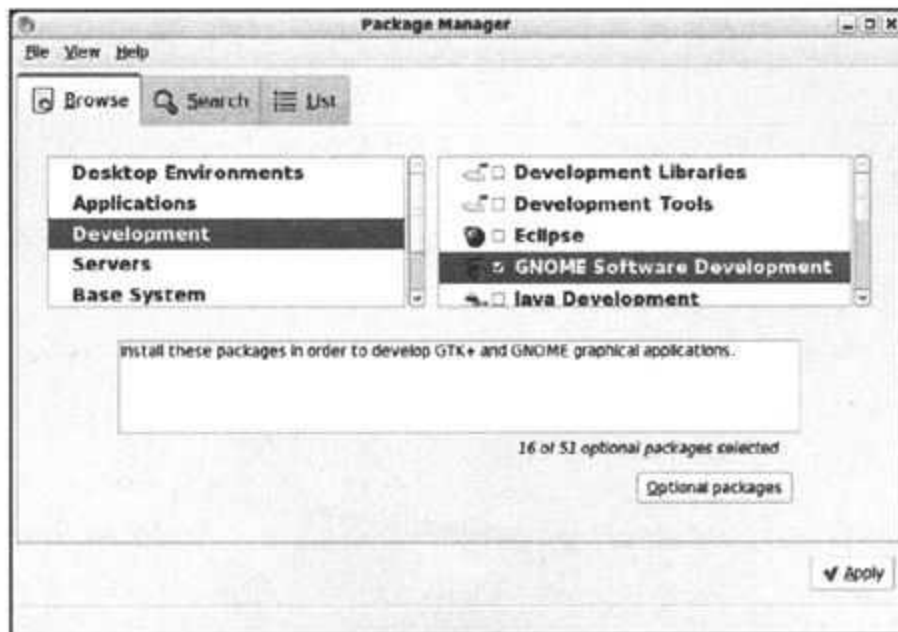 Package Manager
File View Help
Browse Search List
Desktop Environments
Applications
Development
Servers
Base System
Development Libraries
Development Tools
Eclipse
GNOME Software Development
Java Development
Install these packages in order to develop GTK+ and GNOME graphical applications.
16 of 51 optional packages selected
Optional packages
Apply